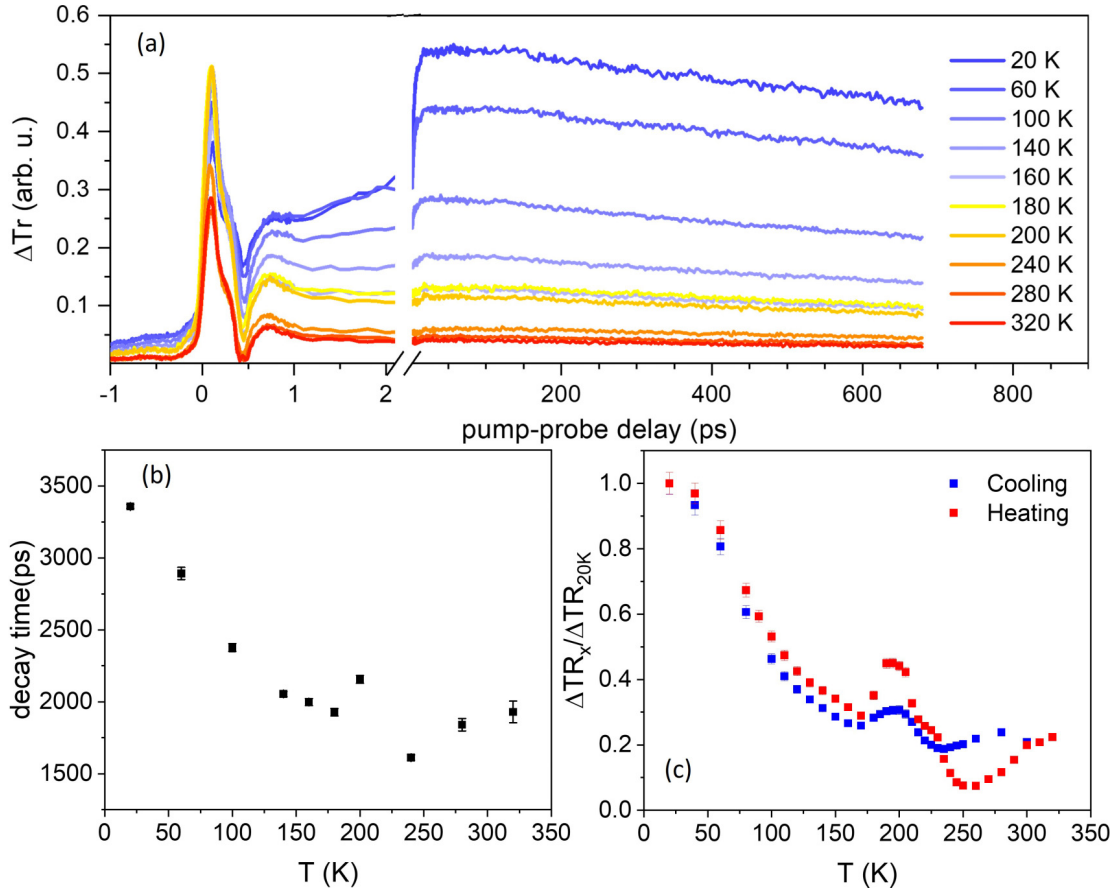 (a)
ΔTr (arb. u.)
0.6
0.5
0.4
0.3
0.2
0.1
-1 0 1 2 200 400 600 800
pump-probe delay (ps)
20 K
60 K
100 K
140 K
160 K
180 K
200 K
240 K
280 K
320 K
(b)
decay time(ps)
3500
3000
2500
2000
1500
0 50 100 150 200 250 300 350
T (K)
(c)
ΔTRx/ΔTR20K
1.0
0.8
0.6
0.4
0.2
0.0
Cooling
Heating
0 50 100 150 200 250 300 350
T (K)